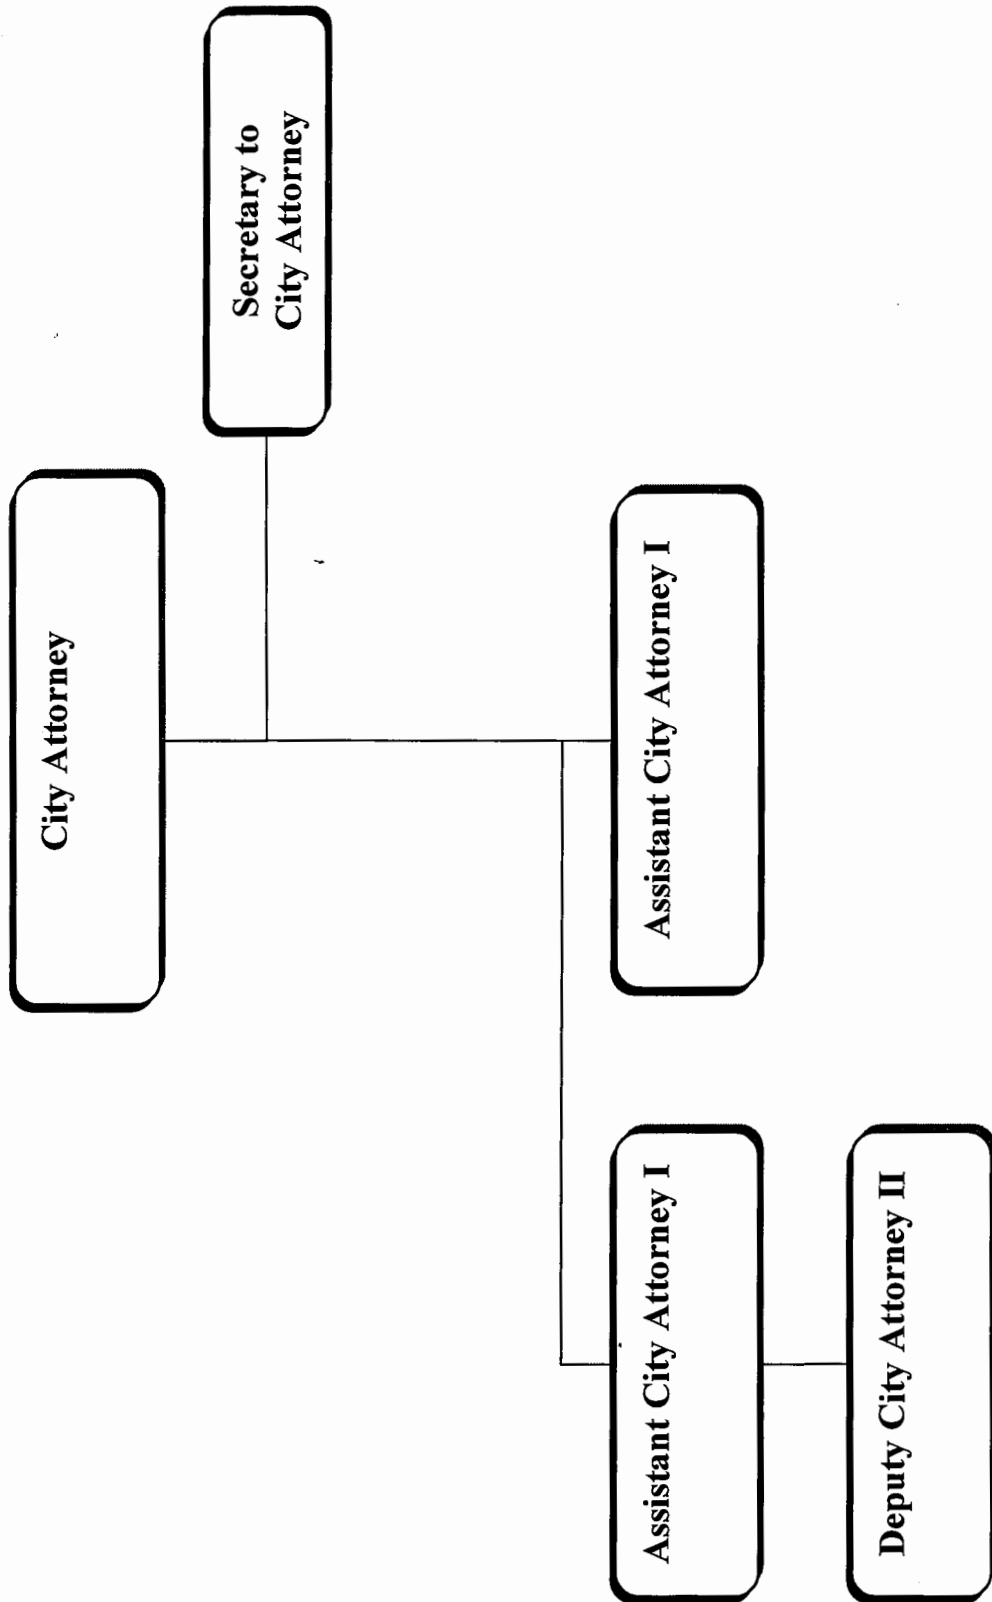 City Attorney
Secretary to
City Attorney
Assistant City Attorney I
Assistant City Attorney I
Deputy City Attorney II